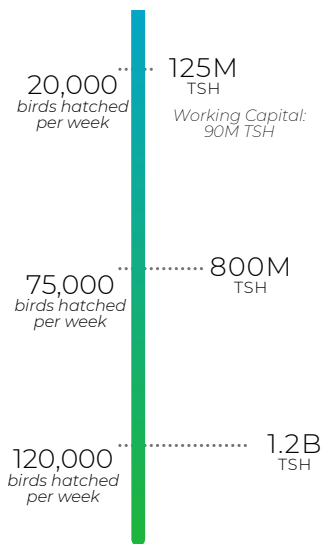 20,000
birds hatched
per week
125M
TSH
Working Capital:
90M TSH
75,000
birds hatched
per week
800M
TSH
120,000
birds hatched
per week
1.2B
TSH